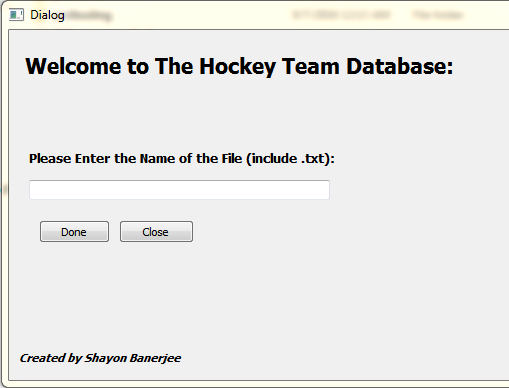 Dialog
Welcome to The Hockey Team Database:
Please Enter the Name of the File (include .txt):
Done Close
Created by Shayon Banerjee